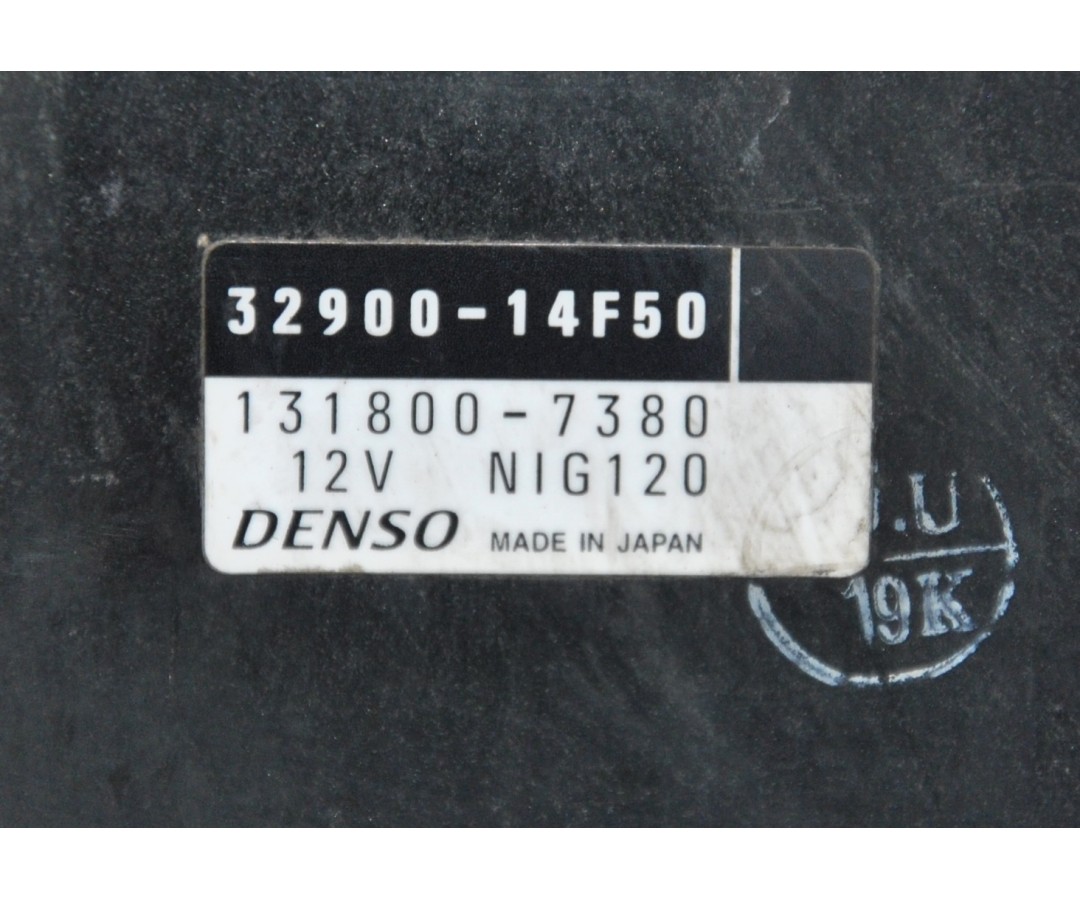 32900-14F50
131800-7380
12V NIG120
DENSO MADE IN JAPAN
.U
19K